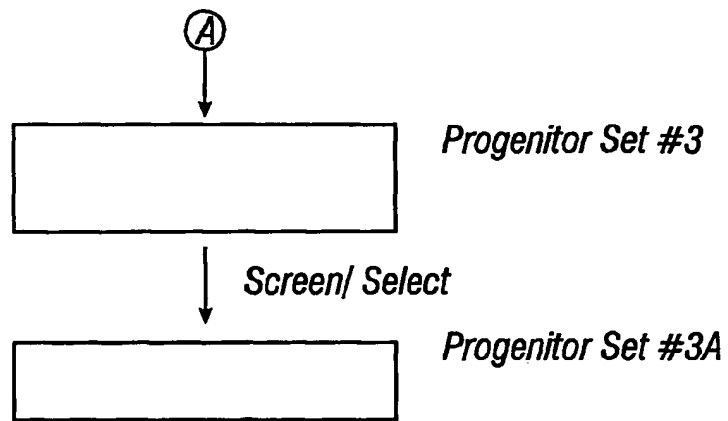 A
Progenitor Set #3
Screen/ Select
Progenitor Set #3A